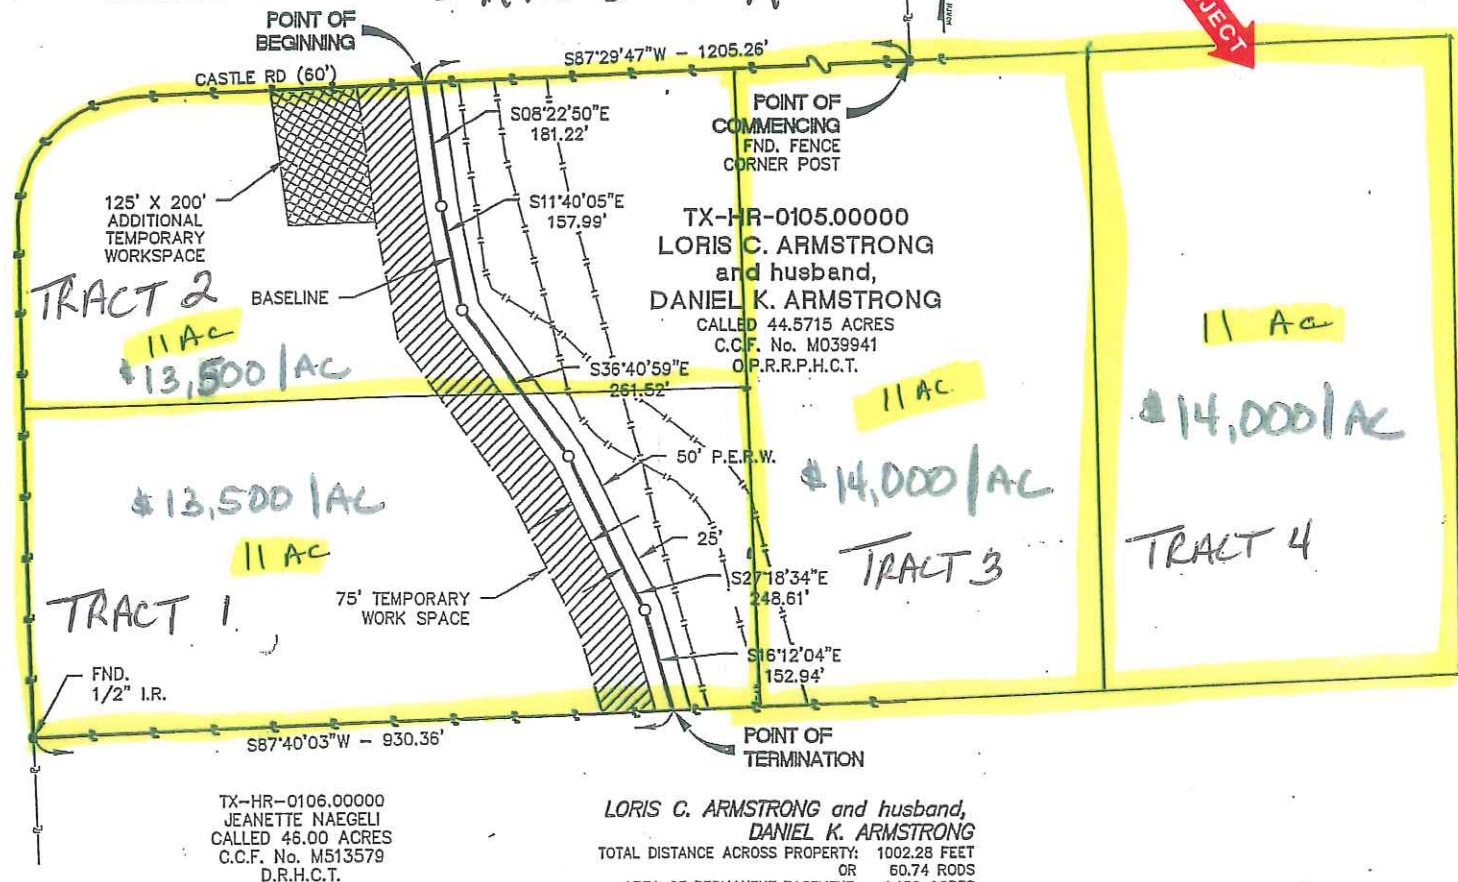 POINT OF
BEGINNING
JECT
CASTLE RD (60')
S87°29'47"W - 1205.26'
POINT OF
COMMENCING
FND. FENCE
CORNER POST
S08°22'50"E
181.22'
125' X 200'
ADDITIONAL
TEMPORARY
WORKSPACE
S11°40'05"E
157.99'
TX-HR-0105.00000
LORIS C. ARMSTRONG
and husband,
DANIEL K. ARMSTRONG
CALLED 44.5715 ACRES
C.C.F. No. M039941
O.P.R.R.P.H.C.T.
TRACT 2
BASELINE
11 AC
$13,500/AC
S36°40'59"E
261.52'
11 AC
$14,000/AC
11 AC
$14,000/AC
50' P.E.R.W.
$13,500/AC
11 AC
25'
TRACT 3
TRACT 4
S27°18'34"E
248.61'
TRACT 1
75' TEMPORARY
WORK SPACE
S16°12'04"E
152.94'
FND.
1/2" I.R.
S87°40'03"W - 930.36'
POINT OF
TERMINATION
TX-HR-0106.00000
JEANETTE NAEGELI
CALLED 46.00 ACRES
C.C.F. No. M513579
D.R.H.C.T.
LORIS C. ARMSTRONG and husband,
DANIEL K. ARMSTRONG
TOTAL DISTANCE ACROSS PROPERTY: 1002.28 FEET
OR 60.74 RODS